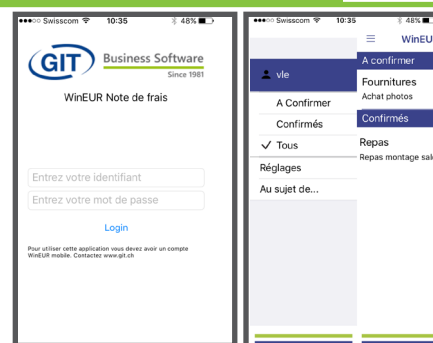 ●●●○○ Swisscom 10:35 48%
GIT Business Software
Since 1981
WinEUR Note de frais
Entrez votre identifiant
Entrez votre mot de passe
Login
Pour utiliser cette application vous devez avoir un compte
WinEUR mobile. Contactez www.git.ch
●●●○○ Swisscom 10:35 48%
vle
A Confirmer
Confirmés
✓ Tous
Réglages
Au sujet de...
WinEU
A confirmer
Fournitures
Achat photos
Confirmés
Repas
Repas montage sal